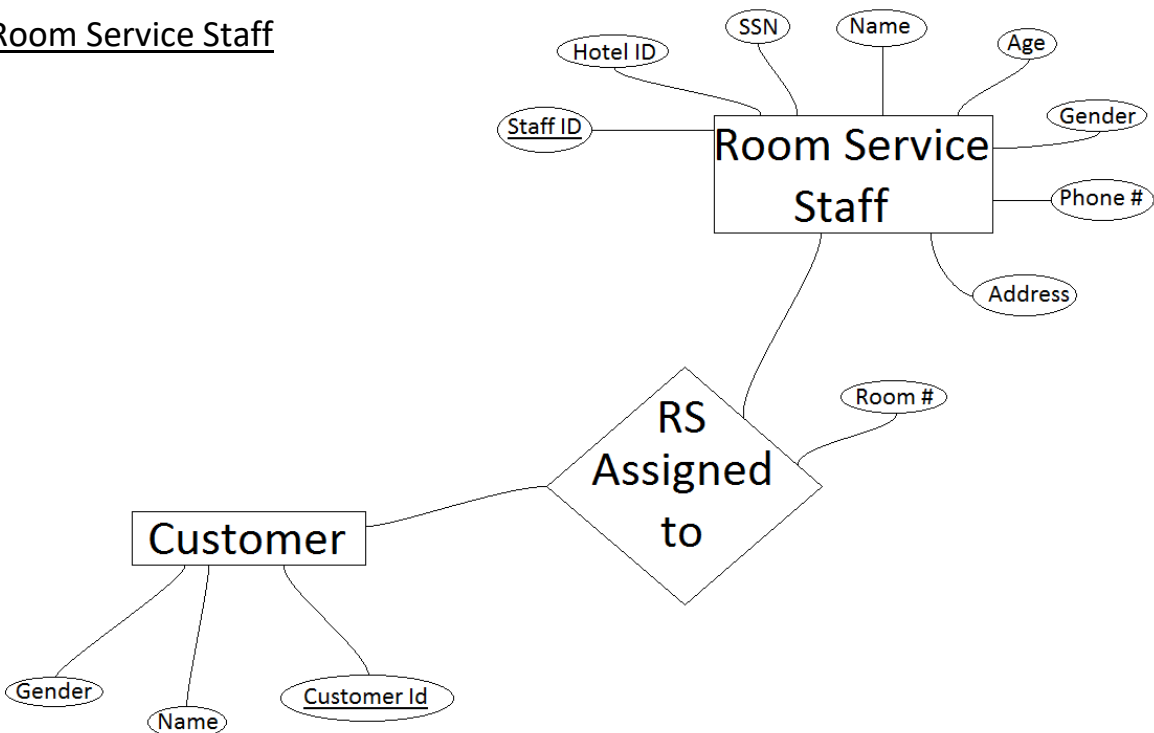 Room Service Staff
SSN
Name
Hotel ID
Age
Staff ID
Gender
Room Service
Staff
Phone #
Address
Room #
RS
Assigned
to
Customer
Gender
Name
Customer Id